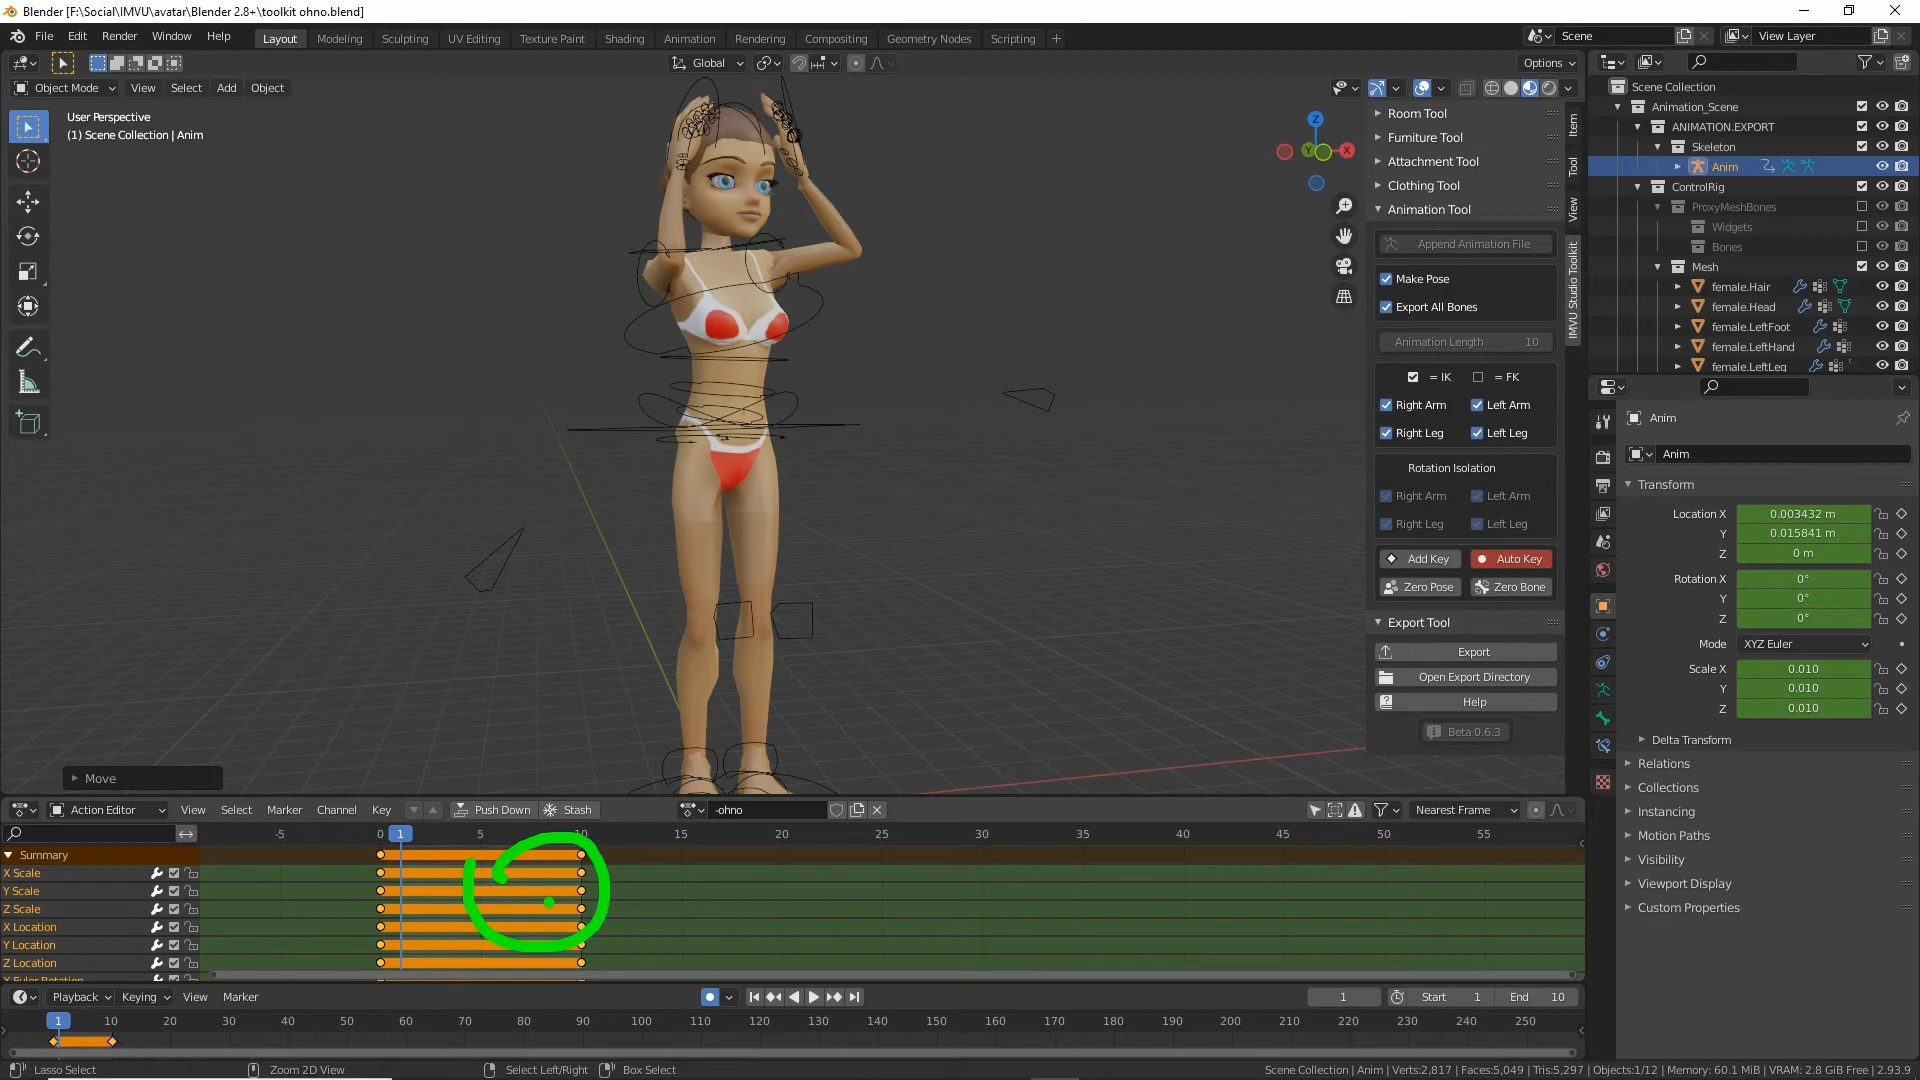 Blender [F:\Social\IMVU\avatar\Blender 2.8+\toolkit ohno.blend]
File Edit Render Window Help Layout Modeling Sculpting UV Editing Texture Paint Shading Animation Rendering Compositing Geometry Nodes Scripting + Scene View Layer
Global Options
Object Mode View Select Add Object
User Perspective
(1) Scene Collection | Anim
Z
Y
X
Room Tool
Furniture Tool
Attachment Tool
Clothing Tool
Animation Tool
Append Animation File
Make Pose
Export All Bones
Animation Length 10
= IK = FK
Right Arm Left Arm
Right Leg Left Leg
Rotation Isolation
Right Arm Left Arm
Right Leg Left Leg
Add Key Auto Key
Zero Pose Zero Bone
Export Tool
Export
Open Export Directory
Help
Beta 0.6.3
Item
Tool
View
IMVU Studio Toolkit
Scene Collection
Animation_Scene
ANIMATION.EXPORT
Skeleton
Anim
ControlRig
ProxyMeshBones
Widgets
Bones
Mesh
female.Hair
female.Head
female.LeftFoot
female.LeftHand
female.LeftLeg
Anim
Anim
Transform
Location X 0.003432 m
Y 0.015841 m
Z 0 m
Rotation X 0°
Y 0°
Z 0°
Mode XYZ Euler
Scale X 0.010
Y 0.010
Z 0.010
Delta Transform
Relations
Collections
Instancing
Motion Paths
Visibility
Viewport Display
Custom Properties
Move
Action Editor View Select Marker Channel Key Push Down Stash -ohno Nearest Frame
-5 0 1 5 10 15 20 25 30 35 40 45 50 55
Summary
X Scale
Y Scale
Z Scale
X Location
Y Location
Z Location
X Euler Rotation
Playback Keying View Marker 1 Start 1 End 10
1 10 20 30 40 50 60 70 80 90 100 110 120 130 140 150 160 170 180 190 200 210 220 230 240 250
Lasso Select Zoom 2D View Select Left/Right Box Select Scene Collection | Anim | Verts:2,817 | Faces:5,049 | Tris:5,297 | Objects:1/12 | Memory: 60.1 MiB | VRAM: 2.8 GiB Free | 2.93.9